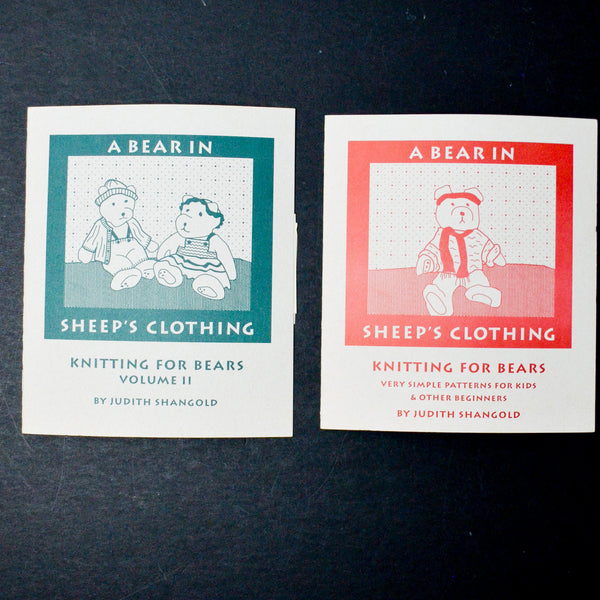 A BEAR IN
SHEEP'S CLOTHING
KNITTING FOR BEARS
VOLUME II
BY JUDITH SHANGOLD
A BEAR IN
SHEEP'S CLOTHING
KNITTING FOR BEARS
VERY SIMPLE PATTERNS FOR KIDS
& OTHER BEGINNERS
BY JUDITH SHANGOLD